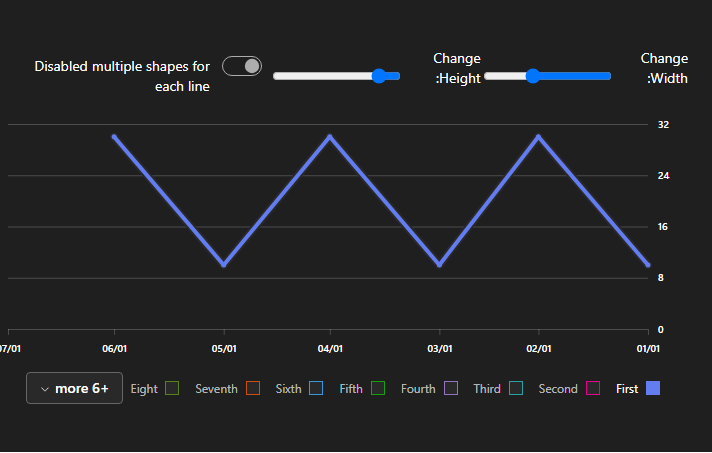 Change
Width:
Change
Height:
Disabled multiple shapes for
each line
32
24
16
8
0
01/01
02/01
03/01
04/01
05/01
06/01
07/01
First
Second
Third
Fourth
Fifth
Sixth
Seventh
Eight
more 6+